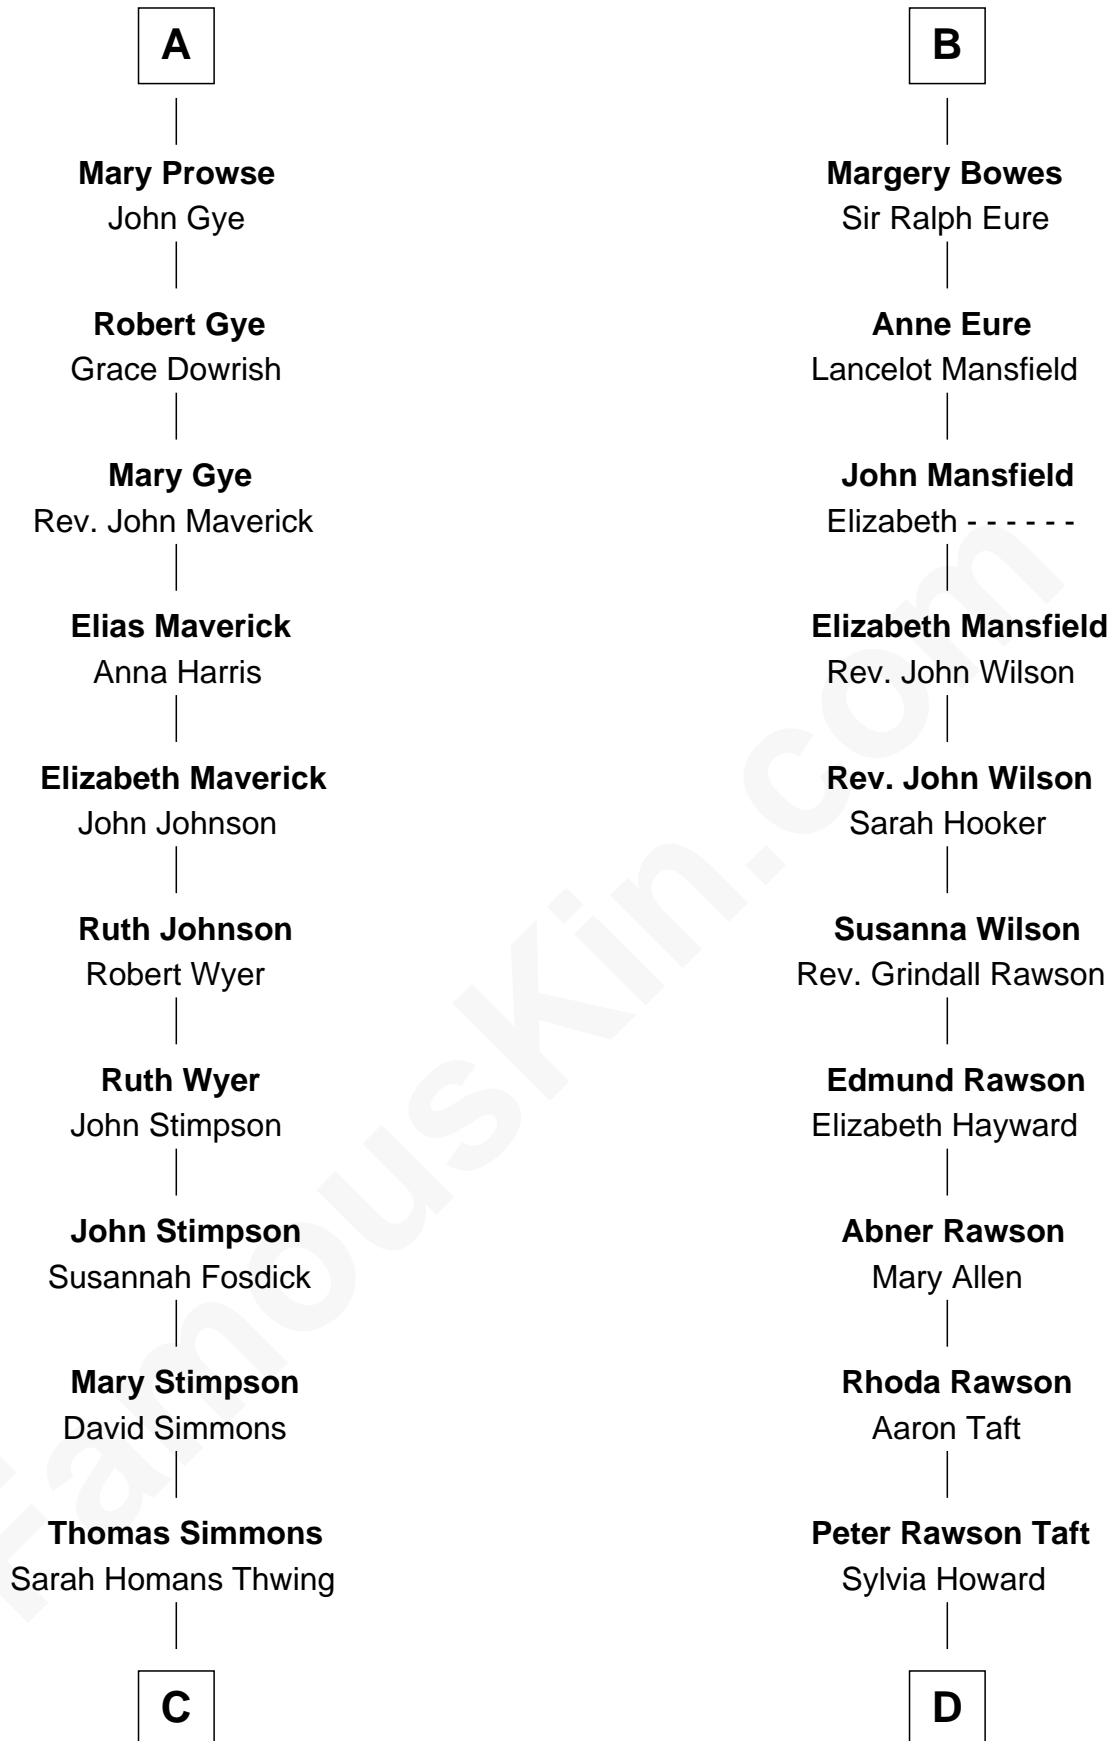 A
Mary Prowse
John Gye
Robert Gye
Grace Dowrish
Mary Gye
Rev. John Maverick
Elias Maverick
Anna Harris
Elizabeth Maverick
John Johnson
Ruth Johnson
Robert Wyer
Ruth Wyer
John Stimpson
John Stimpson
Susannah Fosdick
Mary Stimpson
David Simmons
Thomas Simmons
Sarah Homans Thwing
C
B
Margery Bowes
Sir Ralph Eure
Anne Eure
Lancelot Mansfield
John Mansfield
Elizabeth - - - - - -
Elizabeth Mansfield
Rev. John Wilson
Rev. John Wilson
Sarah Hooker
Susanna Wilson
Rev. Grindall Rawson
Edmund Rawson
Elizabeth Hayward
Abner Rawson
Mary Allen
Rhoda Rawson
Aaron Taft
Peter Rawson Taft
Sylvia Howard
D
FamousKin.com